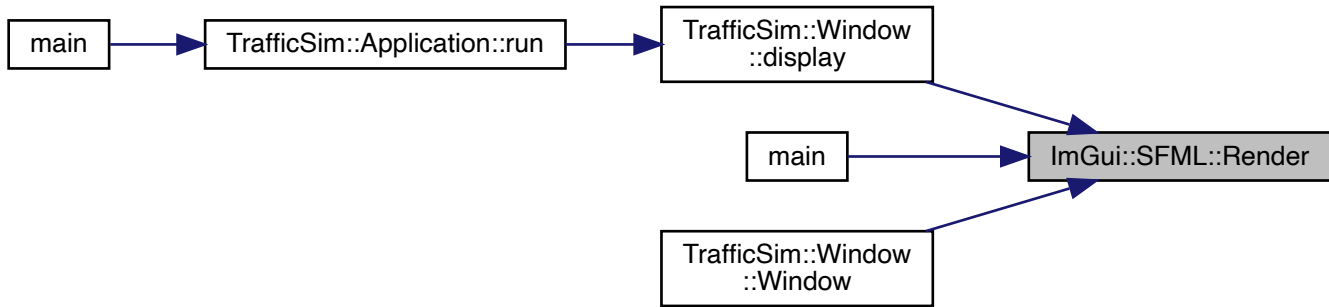 main
TrafficSim::Application::run
TrafficSim::Window
::display
main
ImGui::SFML::Render
TrafficSim::Window
::Window